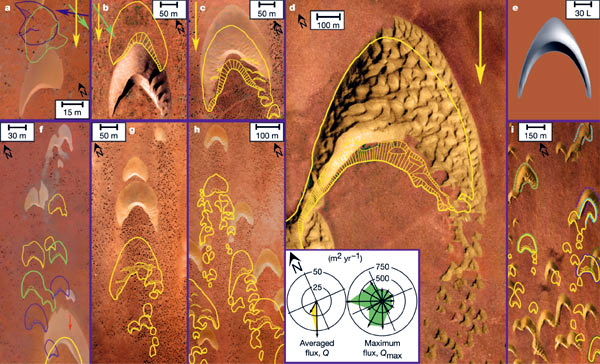 a
15 m
N
b
50 m
N
c
50 m
N
d
100 m
N
e
30 L
f
30 m
N
g
50 m
N
h
100 m
N
i
150 m
N
N
(m² yr⁻¹)
50
25
750
500
Averaged
flux, Q
Maximum
flux, Qmax